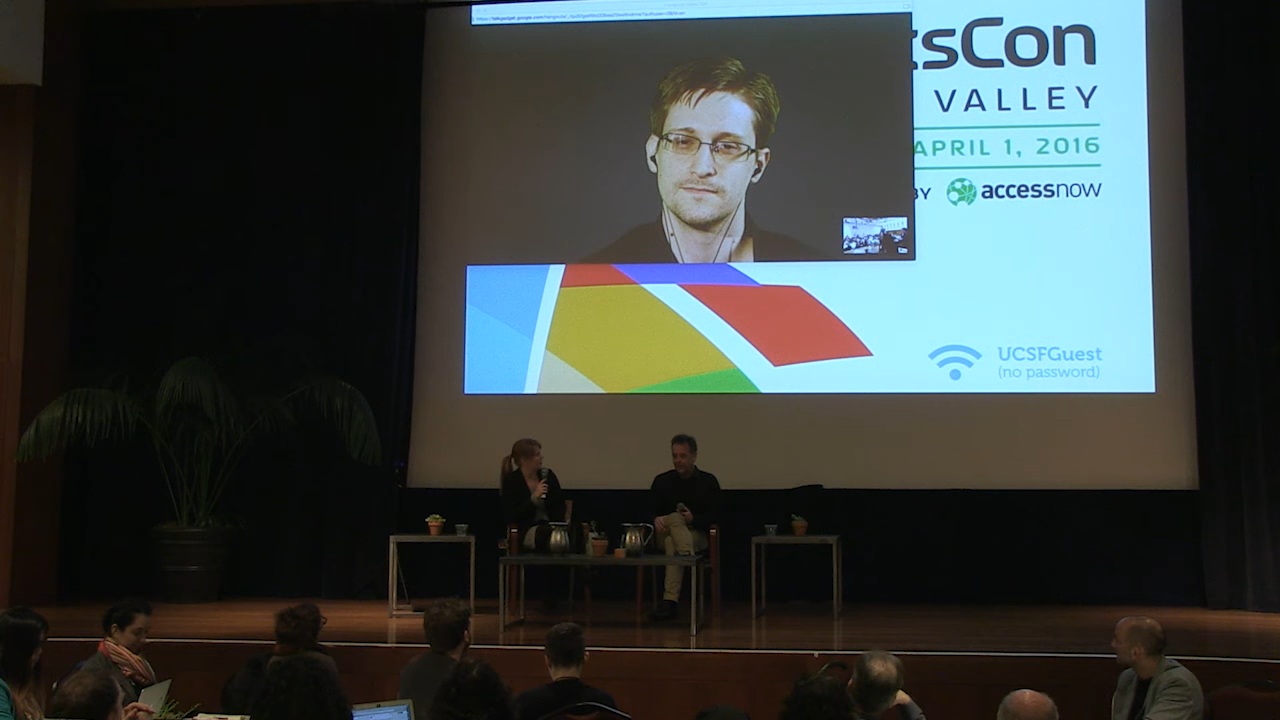 tsCon
VALLEY
APRIL 1, 2016
BY accessnow
UCSFGuest
(no password)